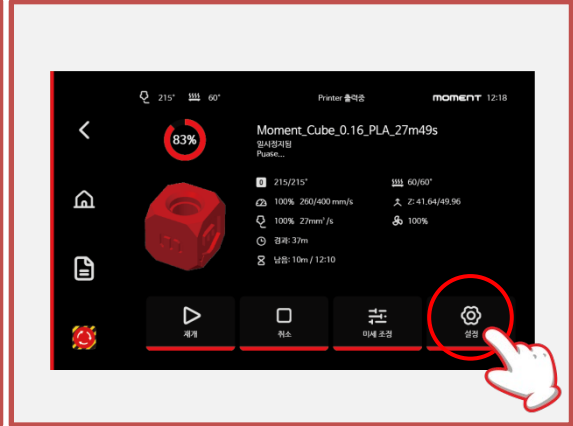 215° 60° Printer 출력중 moment 12:18
83%
Moment_Cube_0.16_PLA_27m49s
일시정지됨
Puase...
0 215/215° 60/60°
100% 260/400 mm/s Z: 41.64/49.96
100% 27mm³/s 100%
경과: 37m
남음: 10m / 12:10
재개 취소 미세 조정 설정